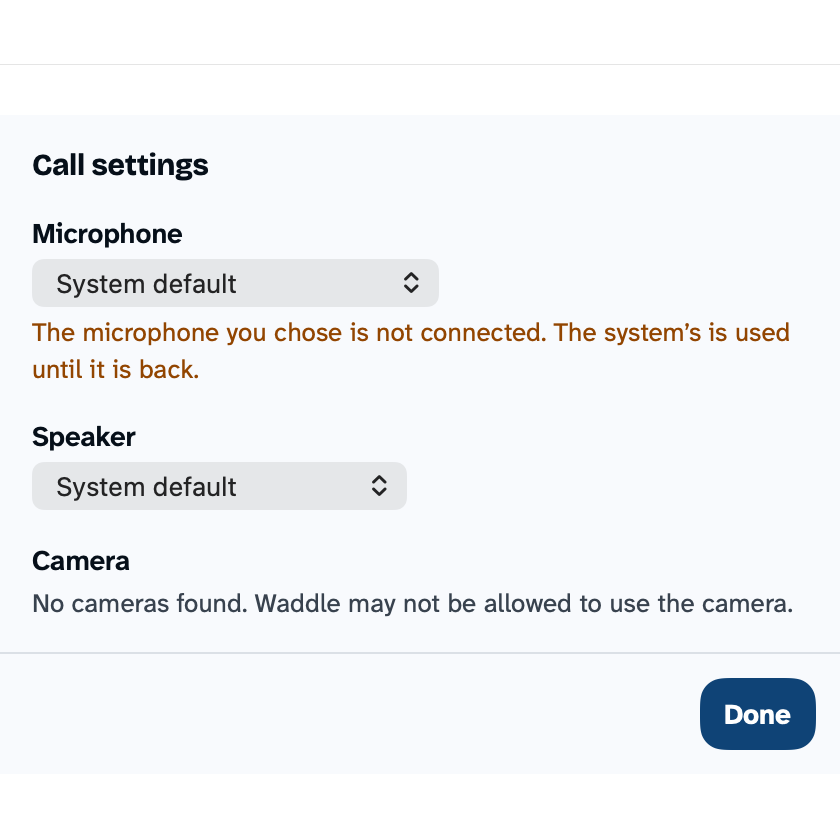 Call settings
Microphone
System default
The microphone you chose is not connected. The system’s is used
until it is back.
Speaker
System default
Camera
No cameras found. Waddle may not be allowed to use the camera.
Done